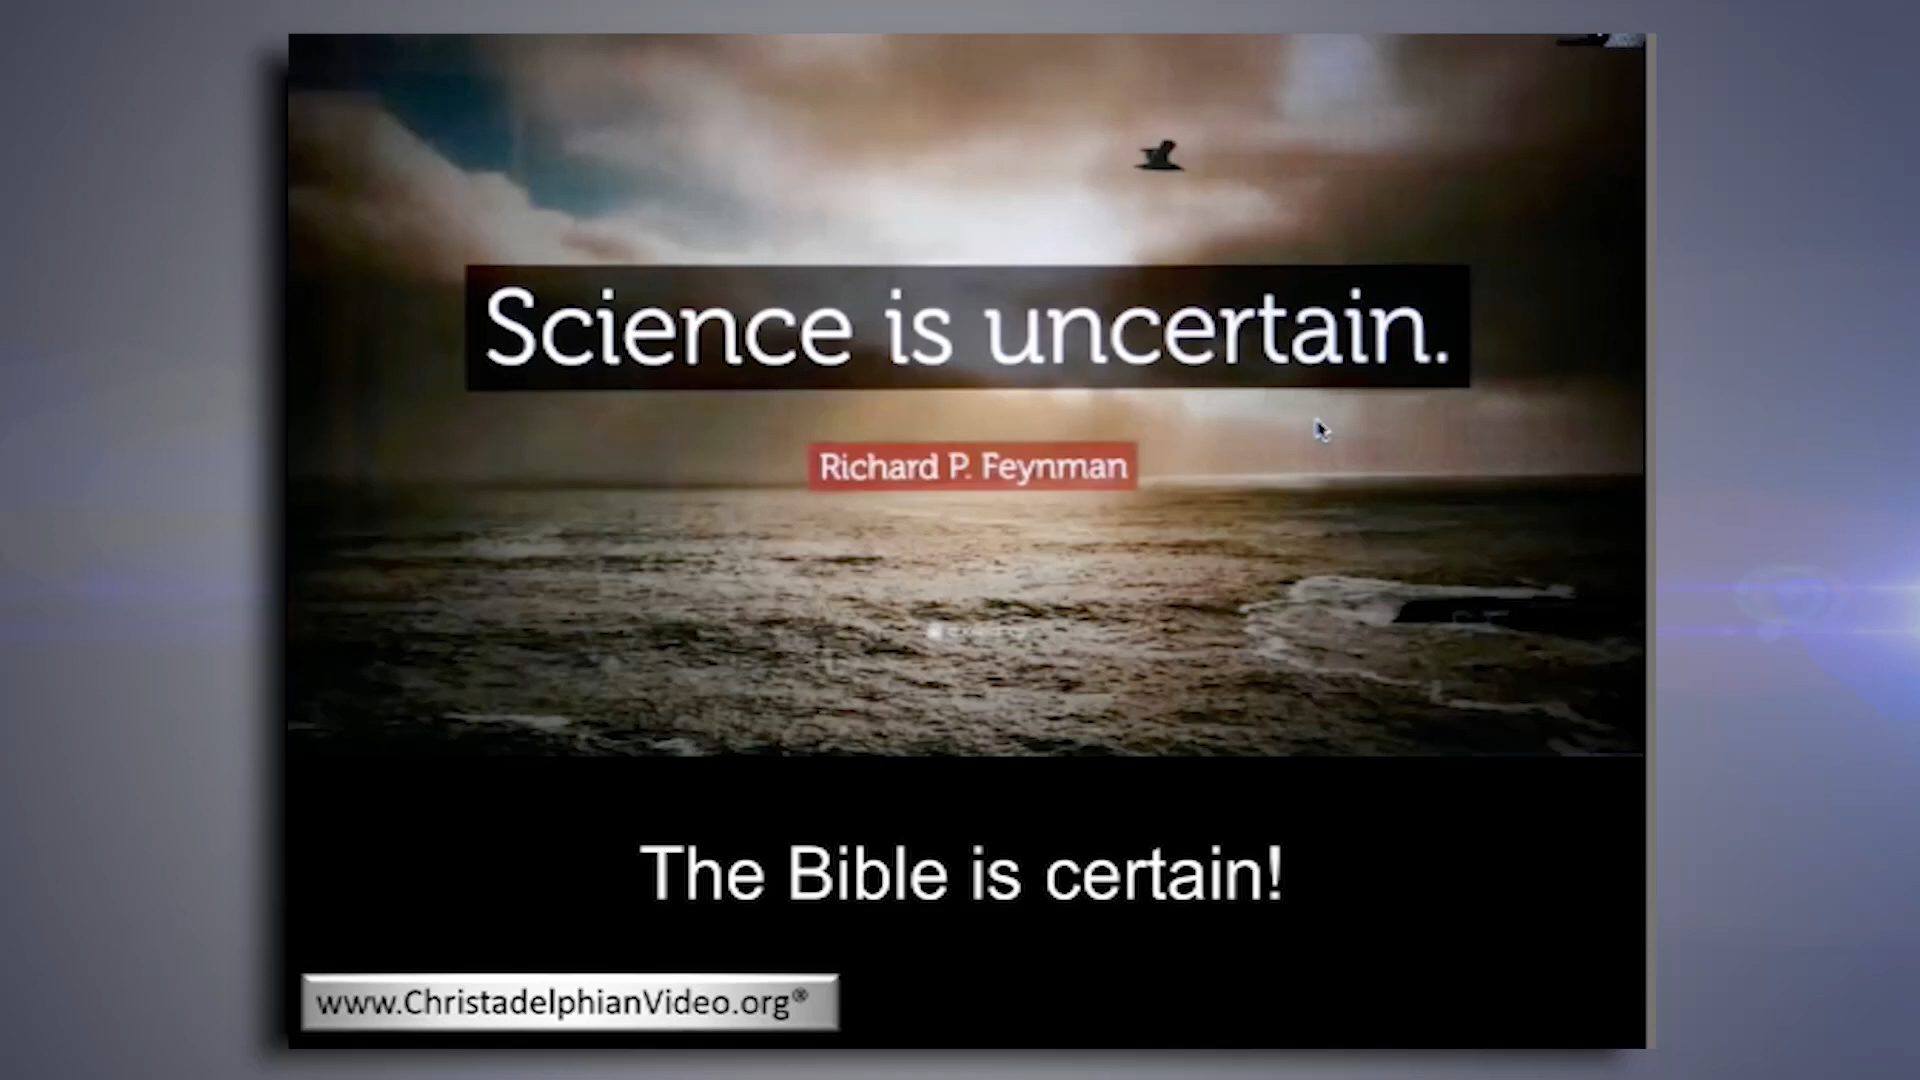 Science is uncertain.
Richard P. Feynman
The Bible is certain!
www.ChristadelphianVideo.org®